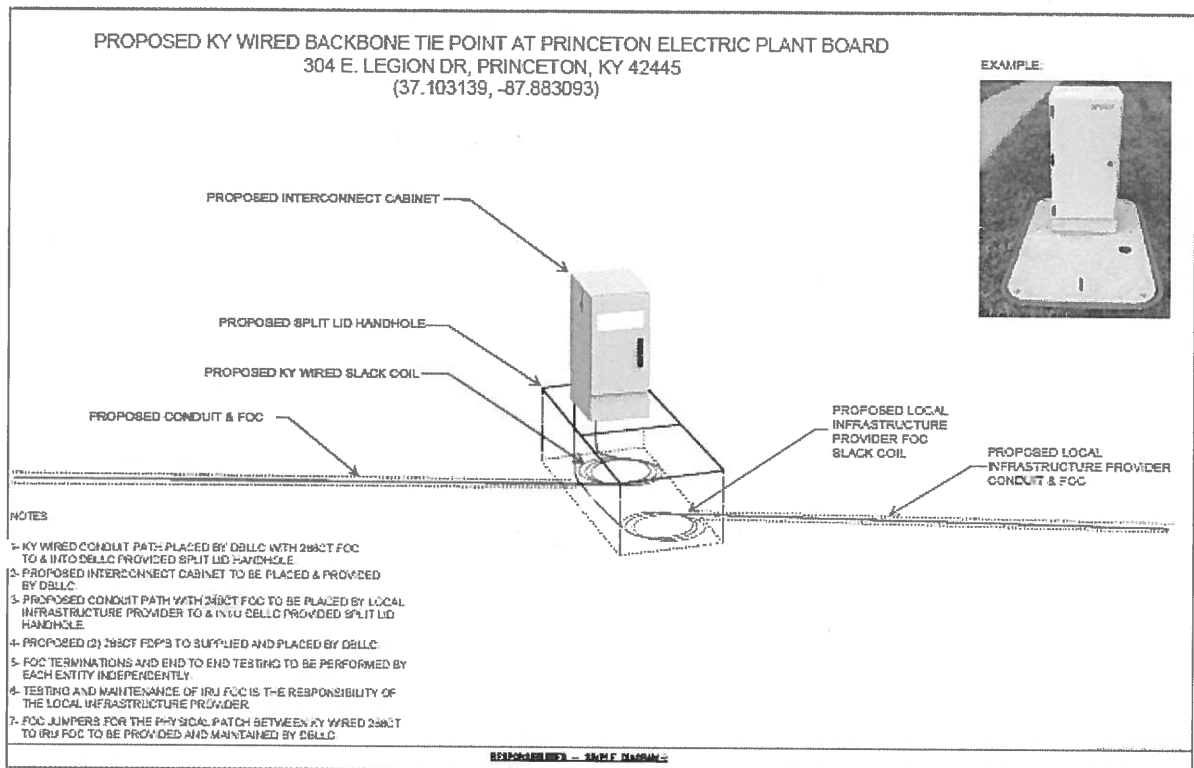 PROPOSED KY WIRED BACKBONE TIE POINT AT PRINCETON ELECTRIC PLANT BOARD
304 E. LEGION DR, PRINCETON, KY 42445
(37.103139, -87.883093)
EXAMPLE:
PROPOSED INTERCONNECT CABINET
PROPOSED SPLIT LID HANDHOLE
PROPOSED KY WIRED SLACK COIL
PROPOSED CONDUIT & FOC
PROPOSED LOCAL
INFRASTRUCTURE
PROVIDER FOC
SLACK COIL
PROPOSED LOCAL
INFRASTRUCTURE PROVIDER
CONDUIT & FOC
NOTES
1- KY WIRED CONDUIT PATH PLACED BY DBLLC WITH 288CT FOC
TO & INTO DBLLC PROVIDED SPLIT LID HANDHOLE.
2- PROPOSED INTERCONNECT CABINET TO BE PLACED & PROVIDED
BY DBLLC.
3- PROPOSED CONDUIT PATH WITH FOC TO BE PLACED BY LOCAL
INFRASTRUCTURE PROVIDER TO & INTO DBLLC PROVIDED SPLIT LID
HANDHOLE.
4- PROPOSED (2) 288CT FDP'S TO SUPPLIED AND PLACED BY DBLLC.
5- FOC TERMINATIONS AND END TO END TESTING TO BE PERFORMED BY
EACH ENTITY INDEPENDENTLY.
6- TESTING AND MAINTENANCE OF IRU FOC IS THE RESPONSIBILITY OF
THE LOCAL INFRASTRUCTURE PROVIDER.
7- FOC JUMPERS FOR THE PHYSICAL PATCH BETWEEN KY WIRED 288CT
TO IRU FOC TO BE PROVIDED AND MAINTAINED BY DBLLC.